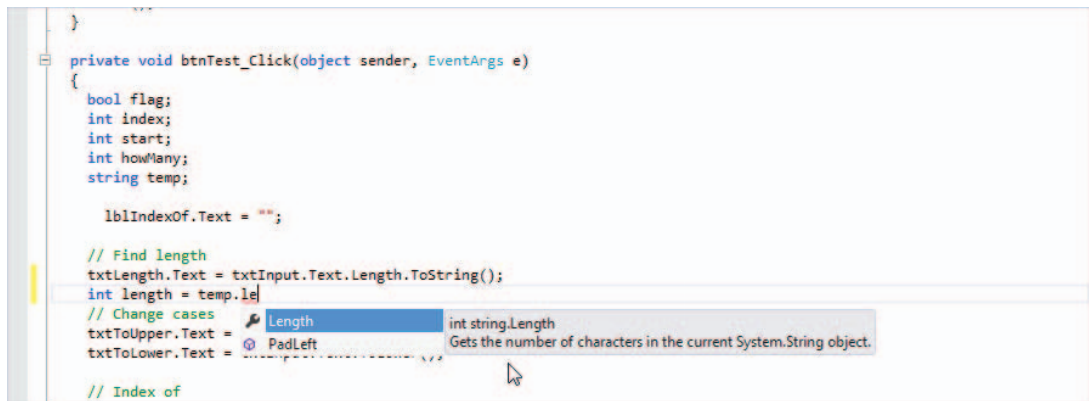 }
private void btnTest_Click(object sender, EventArgs e)
{
bool flag;
int index;
int start;
int howMany;
string temp;
lblIndexOf.Text = "";
// Find length
txtLength.Text = txtInput.Text.Length.ToString();
int length = temp.le
// Change cases
txtToUpper.Text =
txtToLower.Text =
Length
PadLeft
int string.Length
Gets the number of characters in the current System.String object.
// Index of